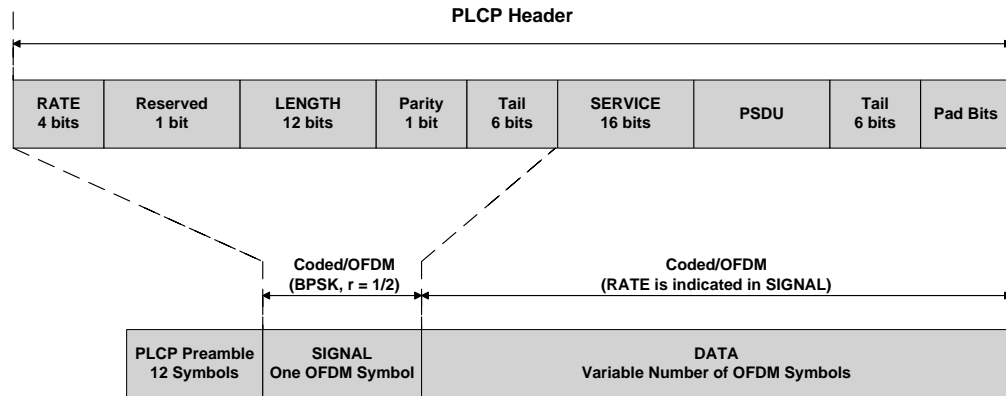 PLCP Header
RATE
4 bits
Reserved
1 bit
LENGTH
12 bits
Parity
1 bit
Tail
6 bits
SERVICE
16 bits
PSDU
Tail
6 bits
Pad Bits
Coded/OFDM
(BPSK, r = 1/2)
Coded/OFDM
(RATE is indicated in SIGNAL)
PLCP Preamble
12 Symbols
SIGNAL
One OFDM Symbol
DATA
Variable Number of OFDM Symbols